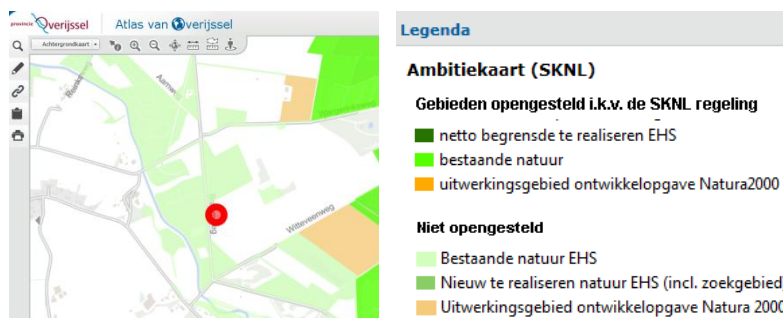 provincie Overijssel Atlas van Overijssel
Achtergrondkaart
Aamsv
Witteveenweg
Legenda
Ambitiekaart (SKNL)
Gebieden opengesteld i.k.v. de SKNL regeling
netto begrensde te realiseren EHS
bestaande natuur
uitwerkingsgebied ontwikkelopgave Natura2000
Niet opengesteld
Bestaande natuur EHS
Nieuw te realiseren natuur EHS (incl. zoekgebied
Uitwerkingsgebied ontwikkelopgave Natura 2000